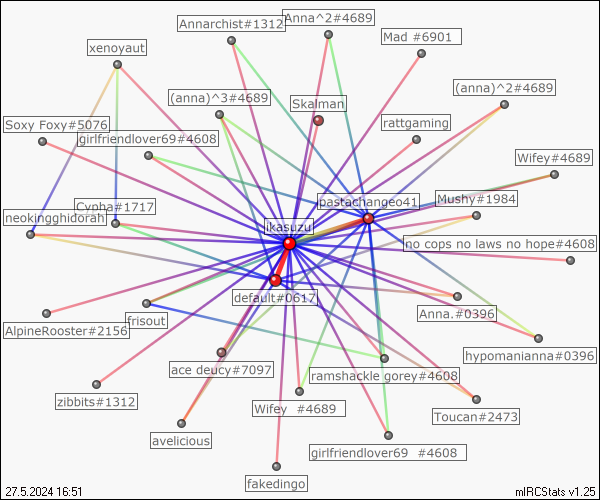 Annarchist#1312
Anna^2#4689
Mad #6901
xenoyaut
(anna)^3#4689
Skalman
(anna)^2#4689
Soxy Foxy#5076
girlfriendlover69#4608
rattgaming
Wifey#4689
Cypha#1717
pastachangeo41
Mushy#1984
neokingghidorah
ikasuzu
no cops no laws no hope#4608
default#0617
Anna.#0396
AlpineRooster#2156
frisout
hypomanianna#0396
ace deucy#7097
ramshackle gorey#4608
zibbits#1312
Wifey #4689
Toucan#2473
avelicious
girlfriendlover69 #4608
fakedingo
27.5.2024 16:51
mIRCStats v1.25